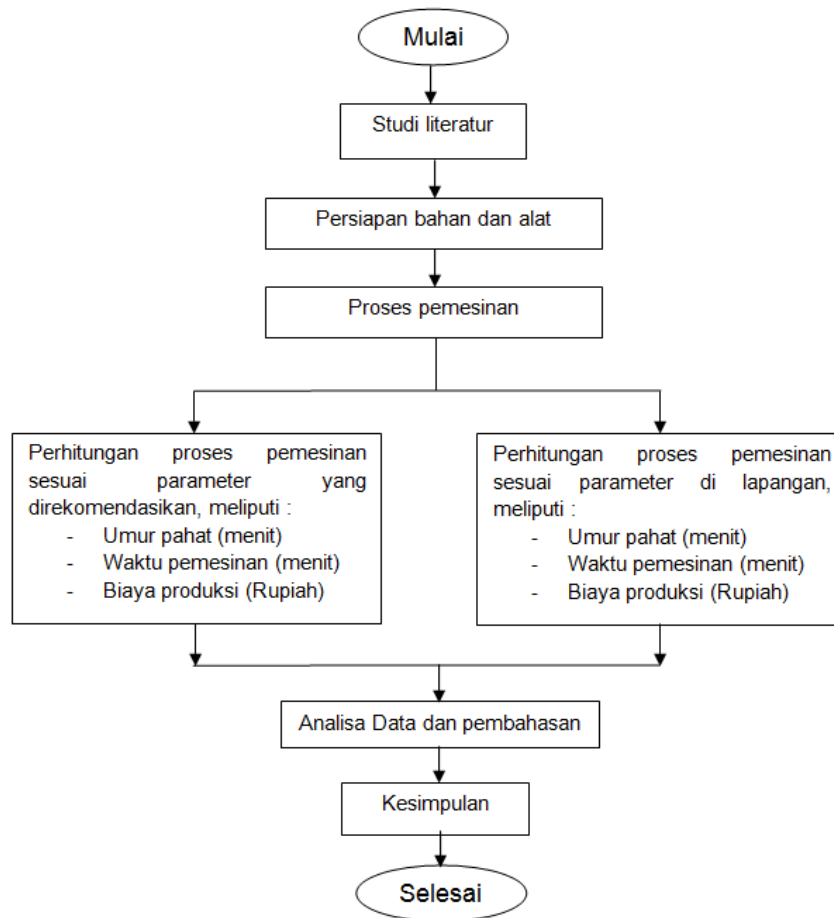 Mulai
Studi literatur
Persiapan bahan dan alat
Proses pemesinan
Perhitungan proses pemesinan
sesuai parameter yang
direkomendasikan, meliputi :
- Umur pahat (menit)
- Waktu pemesinan (menit)
- Biaya produksi (Rupiah)
Perhitungan proses pemesinan
sesuai parameter di lapangan,
meliputi :
- Umur pahat (menit)
- Waktu pemesinan (menit)
- Biaya produksi (Rupiah)
Analisa Data dan pembahasan
Kesimpulan
Selesai